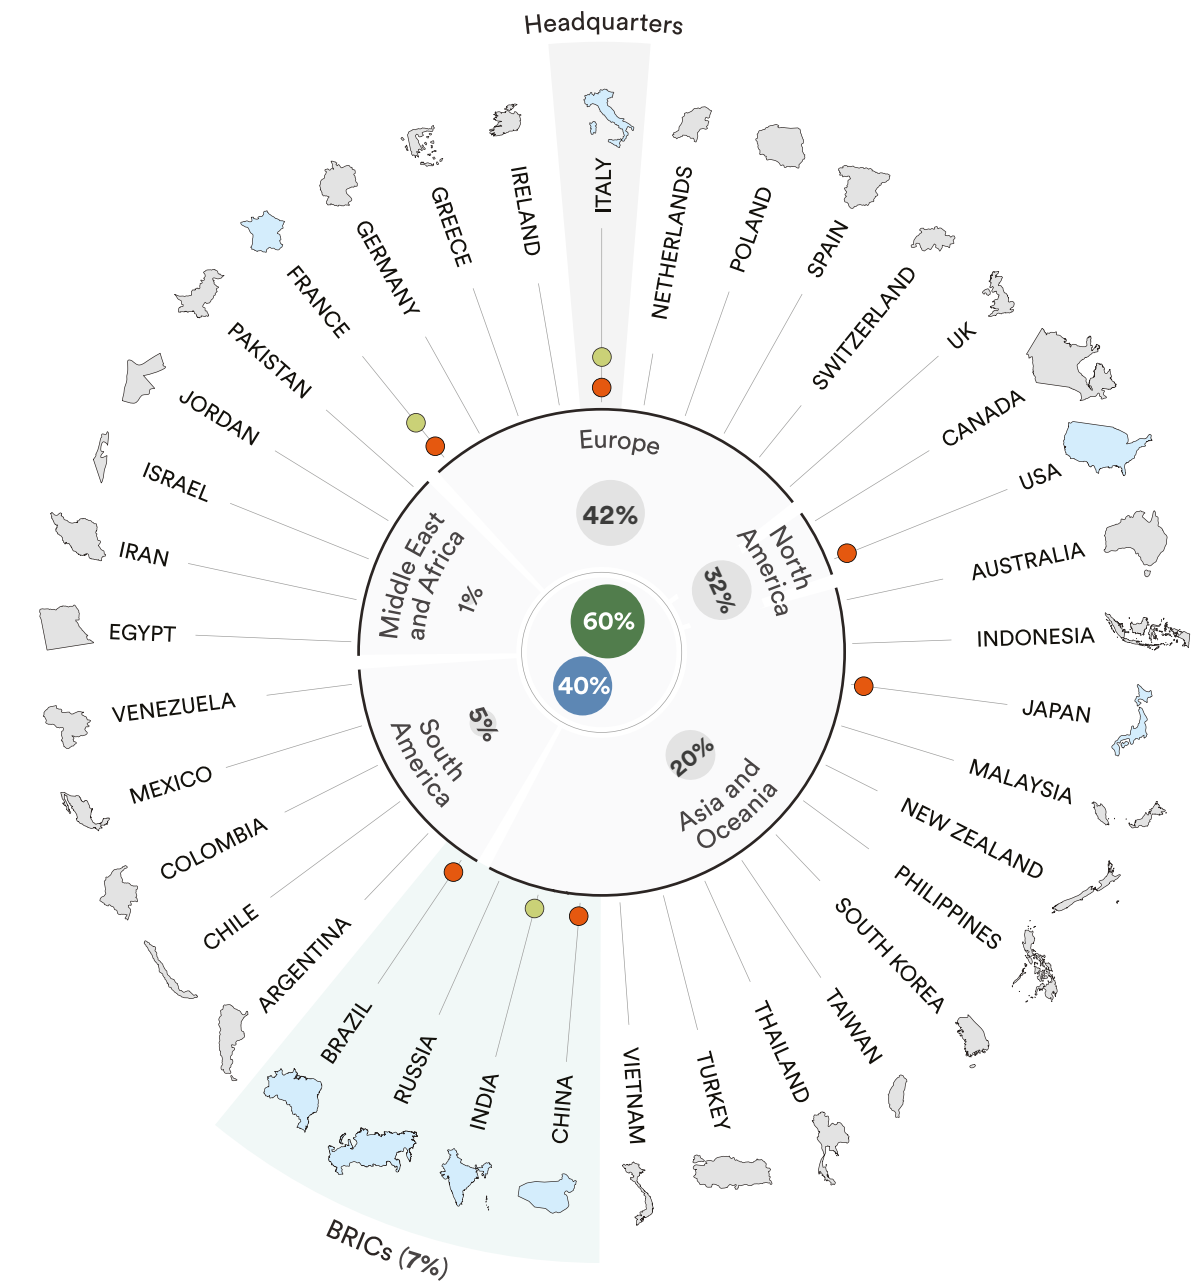 Headquarters
ITALY
NETHERLANDS
POLAND
SPAIN
SWITZERLAND
UK
CANADA
USA
AUSTRALIA
INDONESIA
JAPAN
MALAYSIA
NEW ZEALAND
PHILIPPINES
SOUTH KOREA
TAIWAN
THAILAND
TURKEY
VIETNAM
CHINA
INDIA
RUSSIA
BRAZIL
ARGENTINA
CHILE
COLOMBIA
MEXICO
VENEZUELA
EGYPT
IRAN
ISRAEL
JORDAN
PAKISTAN
FRANCE
GERMANY
GREECE
IRELAND
Europe
42%
North
America
32%
Asia and
Oceania
20%
South
America
5%
Middle East
and Africa
1%
60%
40%
BRICs (7%)